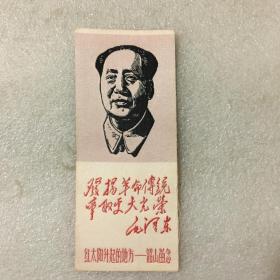 发扬革命传统
争取更大光荣
毛泽东
红太阳升起的地方——韶山留念